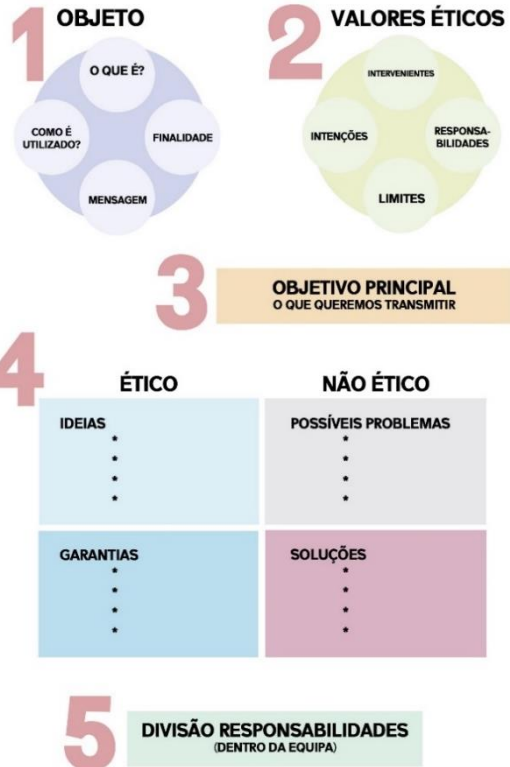 1 OBJETO
O QUE É?
COMO É
UTILIZADO?
FINALIDADE
MENSAGEM
2 VALORES ÉTICOS
INTERVENIENTES
INTENÇÕES
RESPONSA-
BILIDADES
LIMITES
3
OBJETIVO PRINCIPAL
O QUE QUEREMOS TRANSMITIR
4
ÉTICO
NÃO ÉTICO
IDEIAS
*
*
*
*
POSSÍVEIS PROBLEMAS
*
*
*
*
GARANTIAS
*
*
*
*
SOLUÇÕES
*
*
*
*
5
DIVISÃO RESPONSABILIDADES
(DENTRO DA EQUIPA)